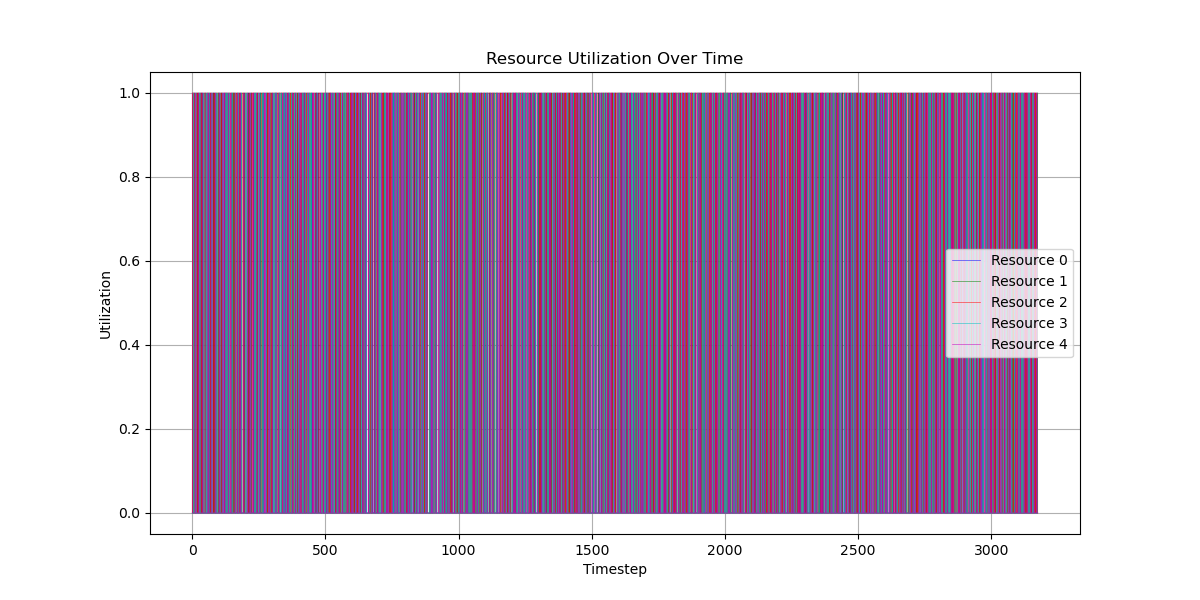 Resource Utilization Over Time
1.0
0.8
0.6
0.4
0.2
0.0
Utilization
Resource 0
Resource 1
Resource 2
Resource 3
Resource 4
0 500 1000 1500 2000 2500 3000
Timestep